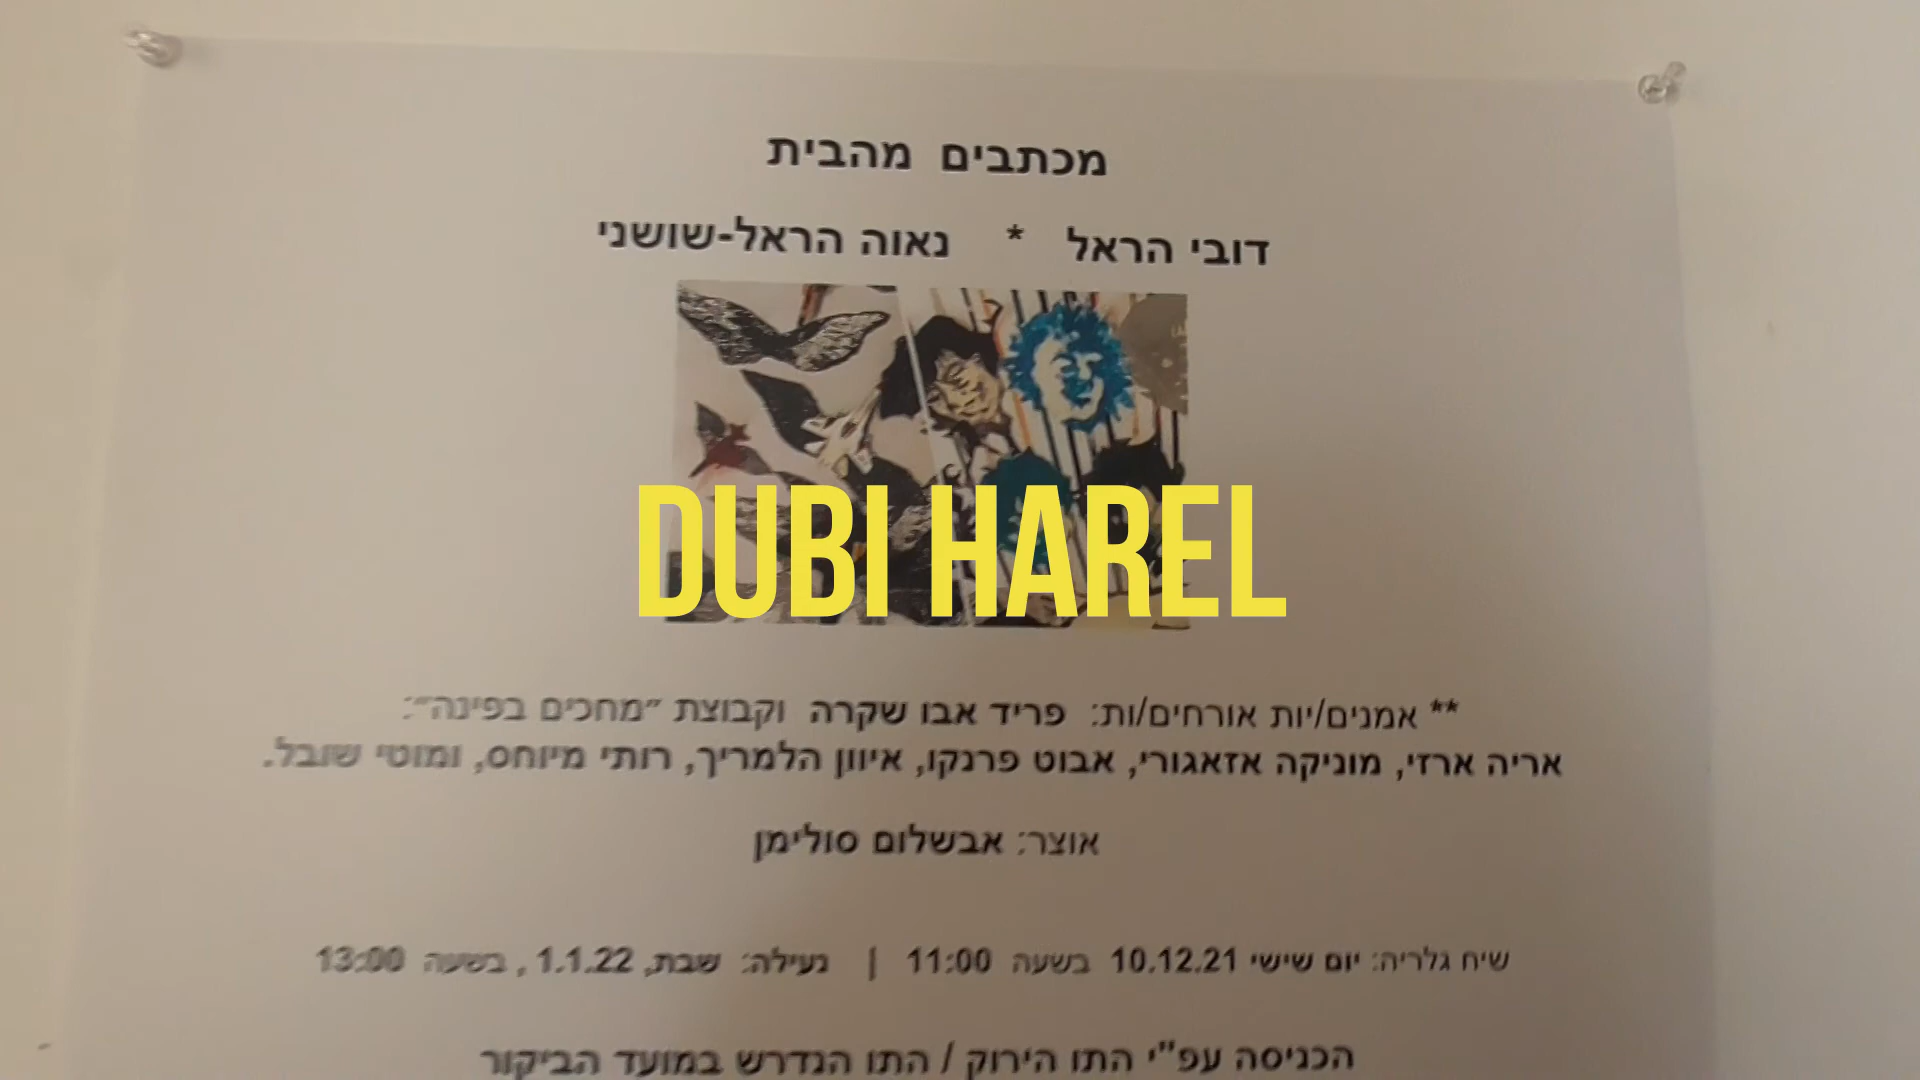 מכתבים מהבית
דובי הראל * נאוה הראל-שושני
DUBI HAREL
** אמנים/יות אורחים/ות: פריד אבו שקרה וקבוצת "מחכים בפינה":
אריה ארזי, מוניקה אזאגורי, אבוט פרנקו, איוון הלמריך, רותי מיוחס, ומוטי שובל.
אוצר: אבשלום סולימן
שיח גלריה: יום שישי 10.12.21 בשעה 11:00 | נעילה: שבת, 1.1.22 , בשעה 13:00
הכניסה עפ"י התו הירוק / התו הנדרש במועד הביקור